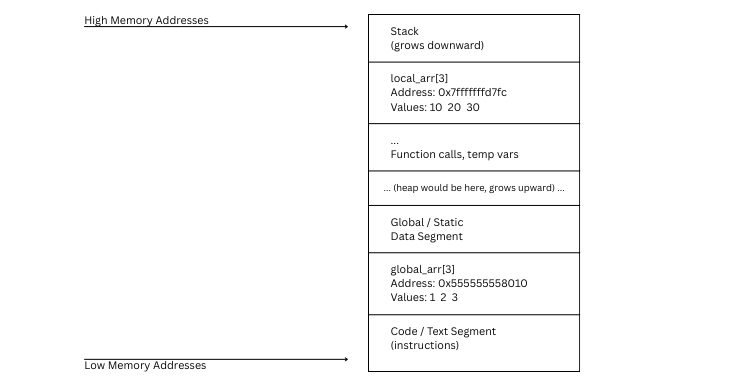 High Memory Addresses
Stack
(grows downward)
local_arr[3]
Address: 0x7fffffffd7fc
Values: 10 20 30
...
Function calls, temp vars
... (heap would be here, grows upward) ...
Global / Static
Data Segment
global_arr[3]
Address: 0x555555558010
Values: 1 2 3
Code / Text Segment
(instructions)
Low Memory Addresses